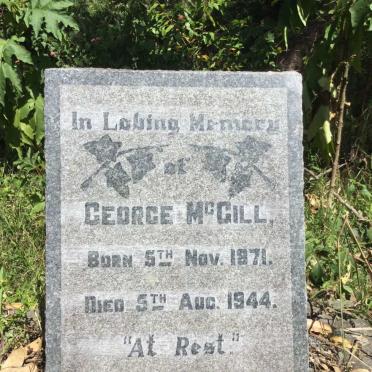 In Loving Memory
of
GEORGE McGILL.
BORN 5TH NOV. 1871.
DIED 5TH AUG. 1944.
"At Rest."